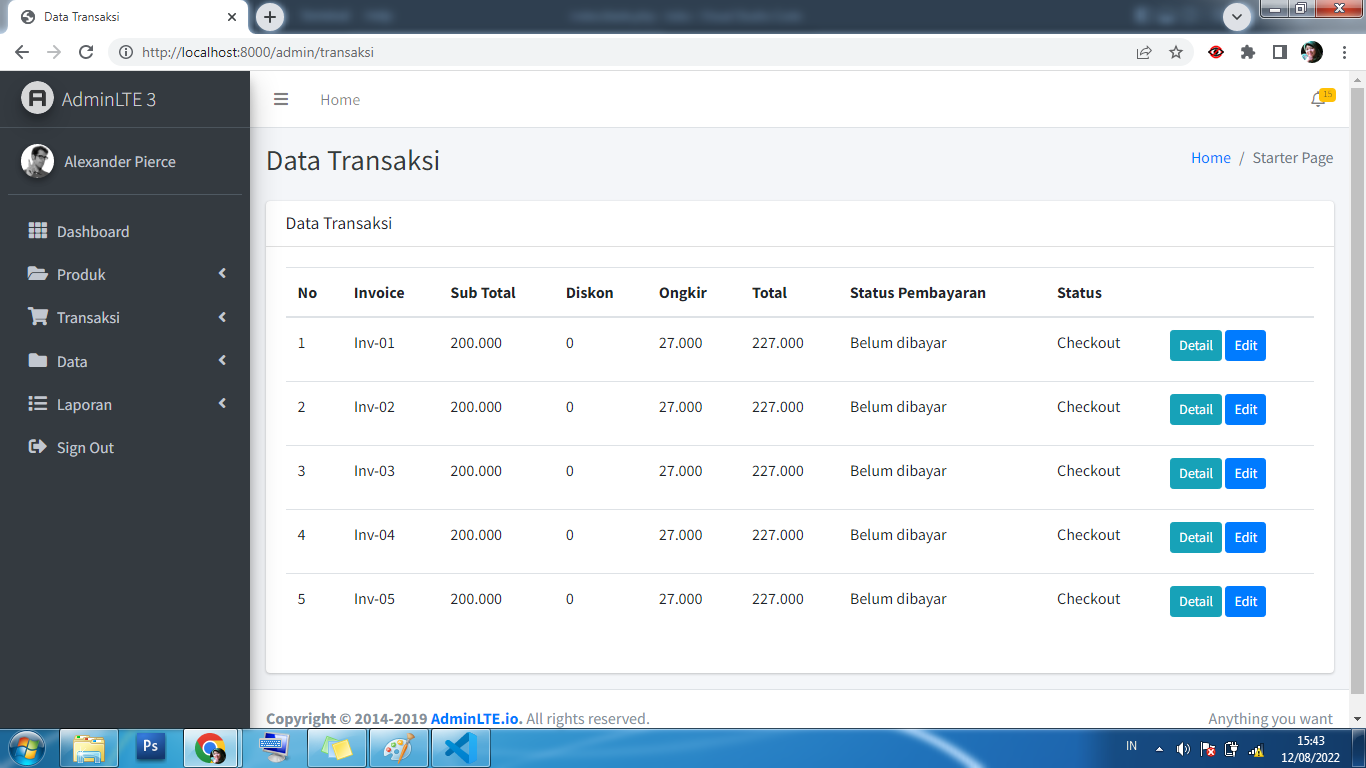 Data Transaksi
http://localhost:8000/admin/transaksi
AdminLTE 3
Home
15
Alexander Pierce
Data Transaksi
Home / Starter Page
Dashboard
Produk
Transaksi
Data
Laporan
Sign Out
Data Transaksi
No Invoice Sub Total Diskon Ongkir Total Status Pembayaran Status
1 Inv-01 200.000 0 27.000 227.000 Belum dibayar Checkout Detail Edit
2 Inv-02 200.000 0 27.000 227.000 Belum dibayar Checkout Detail Edit
3 Inv-03 200.000 0 27.000 227.000 Belum dibayar Checkout Detail Edit
4 Inv-04 200.000 0 27.000 227.000 Belum dibayar Checkout Detail Edit
5 Inv-05 200.000 0 27.000 227.000 Belum dibayar Checkout Detail Edit
Copyright © 2014-2019 AdminLTE.io. All rights reserved. Anything you want
Ps
IN
15:43
12/08/2022